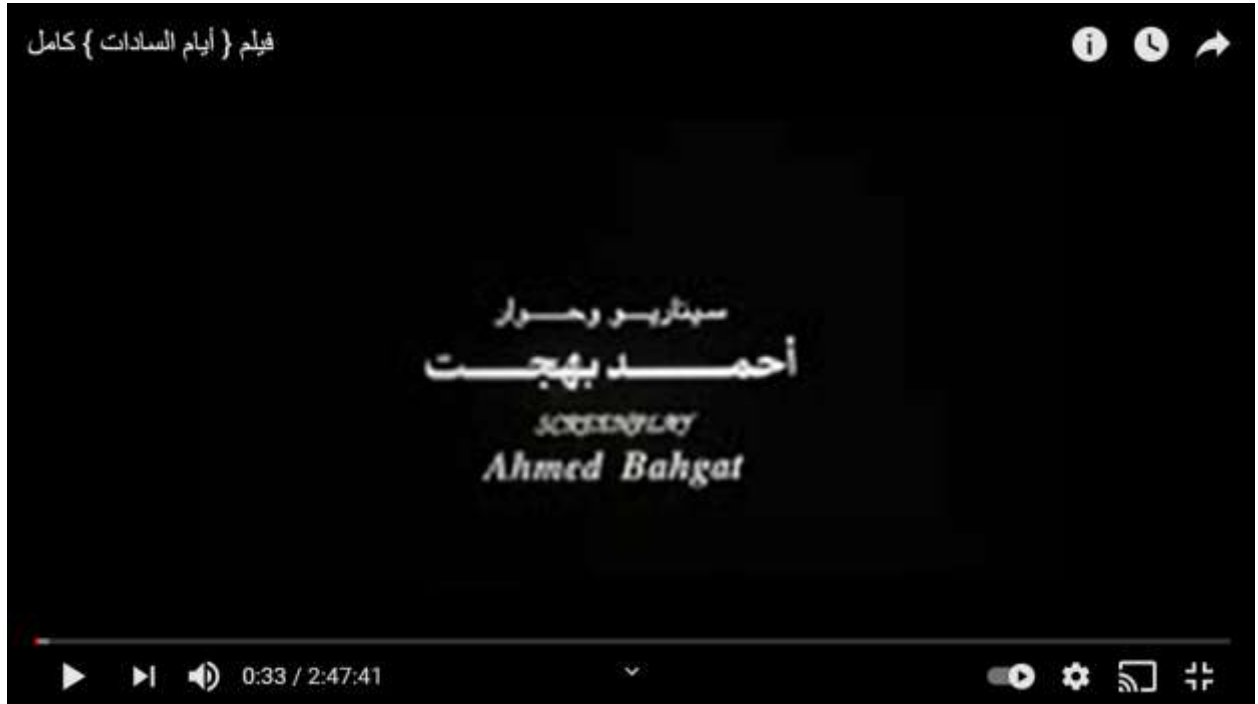 فيلم { أيام السادات } كامل
سيناريو وحوار
أحمد بهجت
SCREENPLAY
Ahmed Bahgat
0:33 / 2:47:41